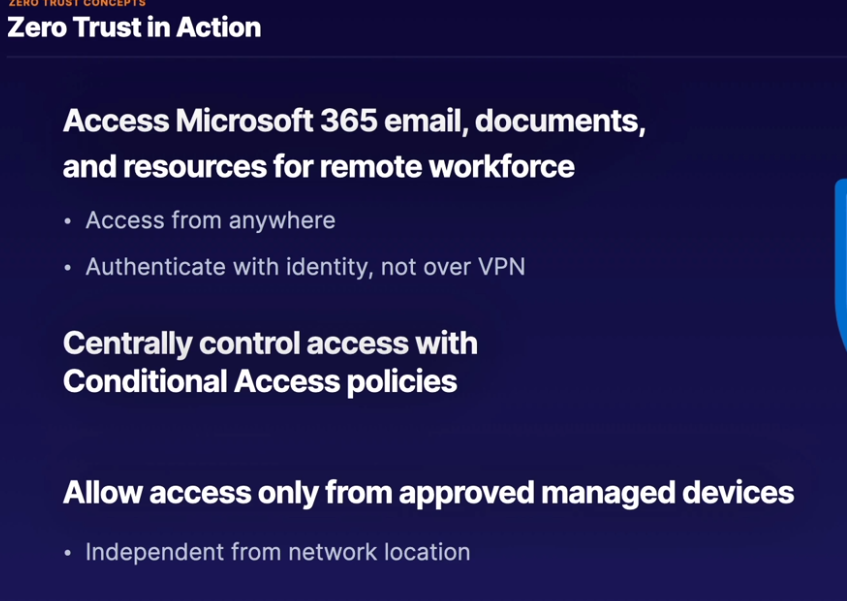 ZERO TRUST CONCEPTS
Zero Trust in Action
Access Microsoft 365 email, documents,
and resources for remote workforce
• Access from anywhere
• Authenticate with identity, not over VPN
Centrally control access with
Conditional Access policies
Allow access only from approved managed devices
• Independent from network location